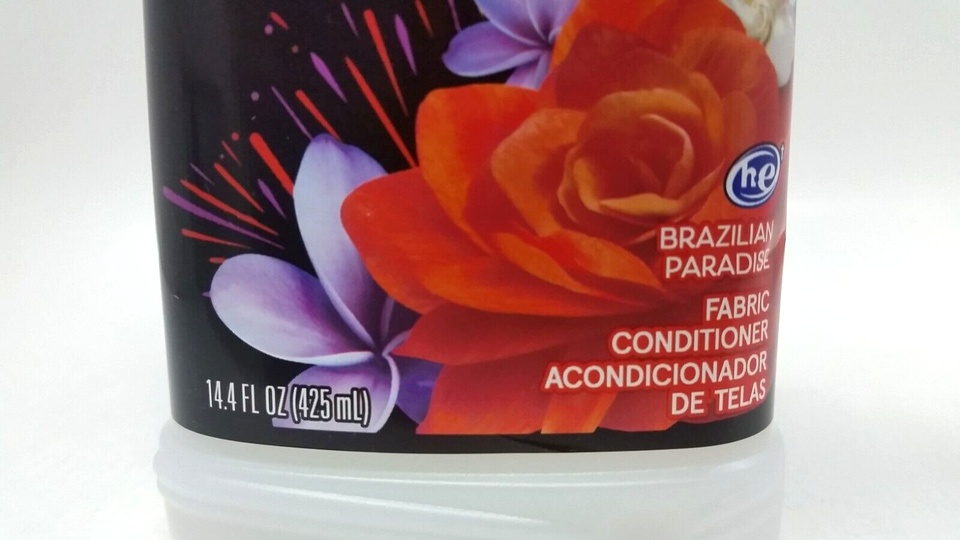 he
BRAZILIAN
PARADISE
FABRIC
CONDITIONER
ACONDICIONADOR
DE TELAS
14.4 FL OZ (425 mL)